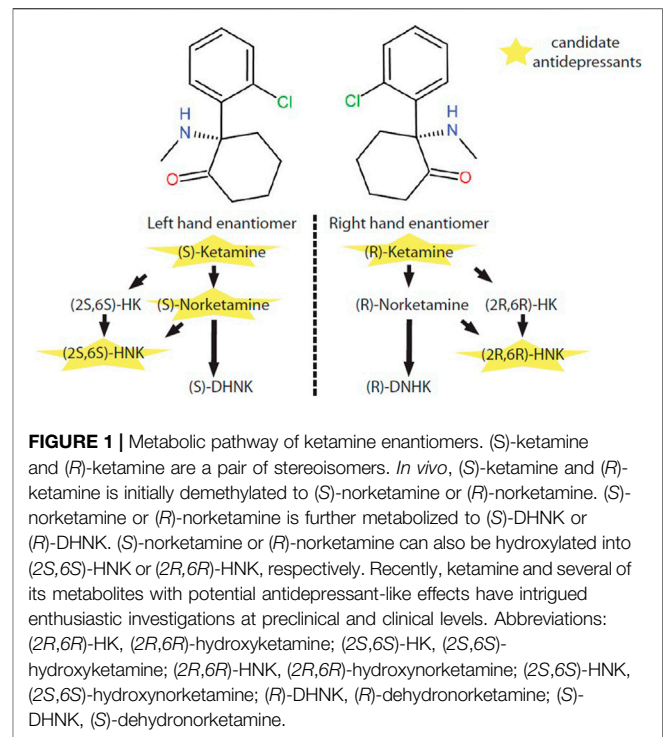 candidate
antidepressants
Cl
H
N
O
Cl
H
N
O
Left hand enantiomer
Right hand enantiomer
(S)-Ketamine
(R)-Ketamine
(2S,6S)-HK
(S)-Norketamine
(R)-Norketamine
(2R,6R)-HK
(2S,6S)-HNK
(2R,6R)-HNK
(S)-DHNK
(R)-DNHK
FIGURE 1 | Metabolic pathway of ketamine enantiomers. (S)-ketamine
and (R)-ketamine are a pair of stereoisomers. In vivo, (S)-ketamine and (R)-
ketamine is initially demethylated to (S)-norketamine or (R)-norketamine. (S)-
norketamine or (R)-norketamine is further metabolized to (S)-DHNK or
(R)-DHNK. (S)-norketamine or (R)-norketamine can also be hydroxylated into
(2S,6S)-HNK or (2R,6R)-HNK, respectively. Recently, ketamine and several of
its metabolites with potential antidepressant-like effects have intrigued
enthusiastic investigations at preclinical and clinical levels. Abbreviations:
(2R,6R)-HK, (2R,6R)-hydroxyketamine; (2S,6S)-HK, (2S,6S)-
hydroxyketamine; (2R,6R)-HNK, (2R,6R)-hydroxynorketamine; (2S,6S)-HNK,
(2S,6S)-hydroxynorketamine; (R)-DHNK, (R)-dehydronorketamine; (S)-
DHNK, (S)-dehydronorketamine.